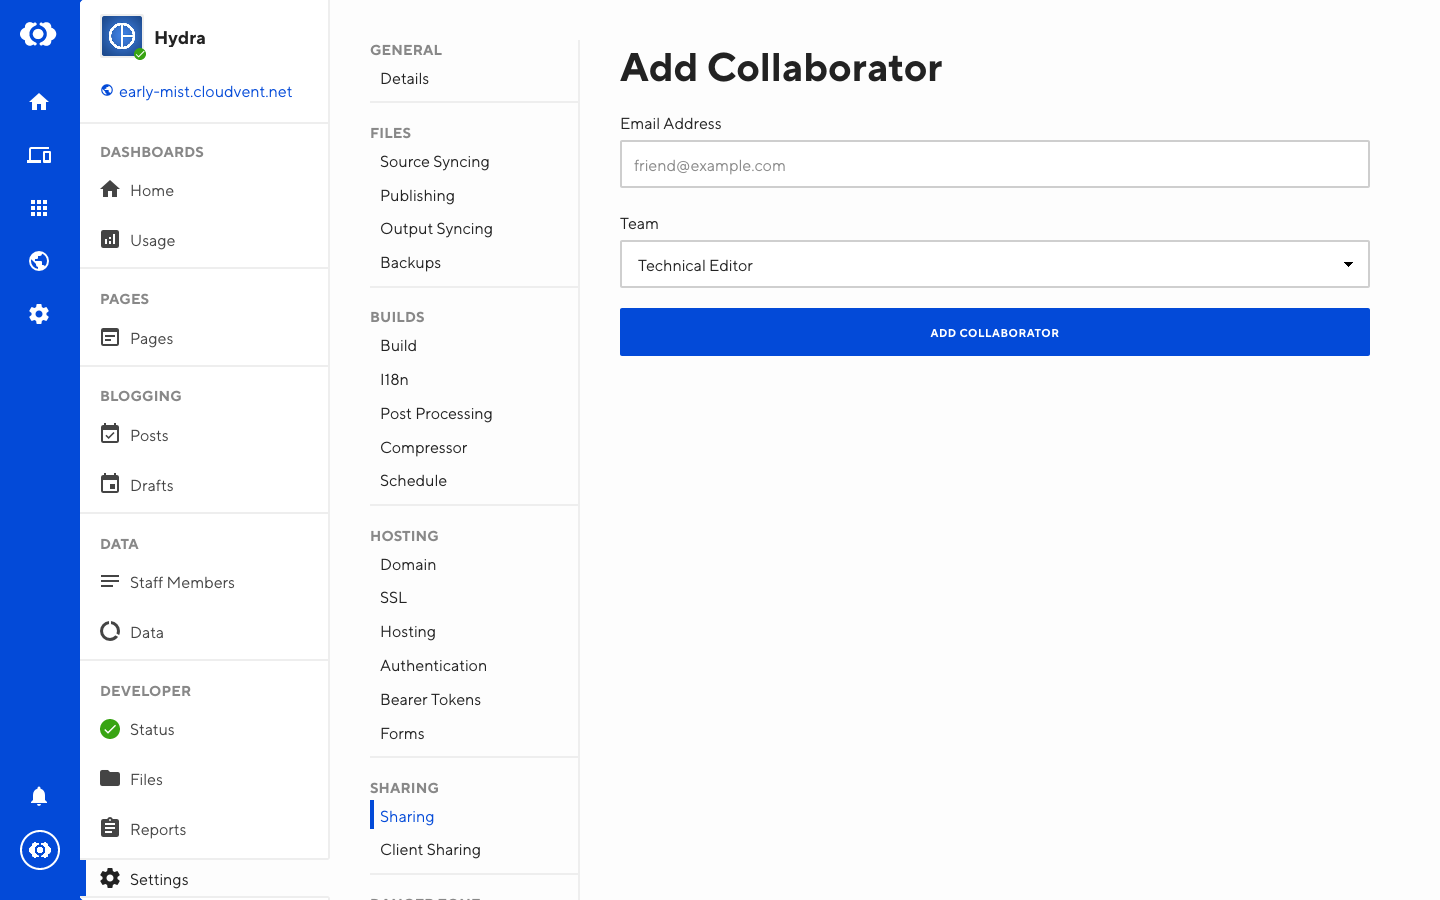 Hydra
early-mist.cloudvent.net
DASHBOARDS
Home
Usage
PAGES
Pages
BLOGGING
Posts
Drafts
DATA
Staff Members
Data
DEVELOPER
Status
Files
Reports
Settings
GENERAL
Details
FILES
Source Syncing
Publishing
Output Syncing
Backups
BUILDS
Build
I18n
Post Processing
Compressor
Schedule
HOSTING
Domain
SSL
Hosting
Authentication
Bearer Tokens
Forms
SHARING
Sharing
Client Sharing
Add Collaborator
Email Address
friend@example.com
Team
Technical Editor
ADD COLLABORATOR